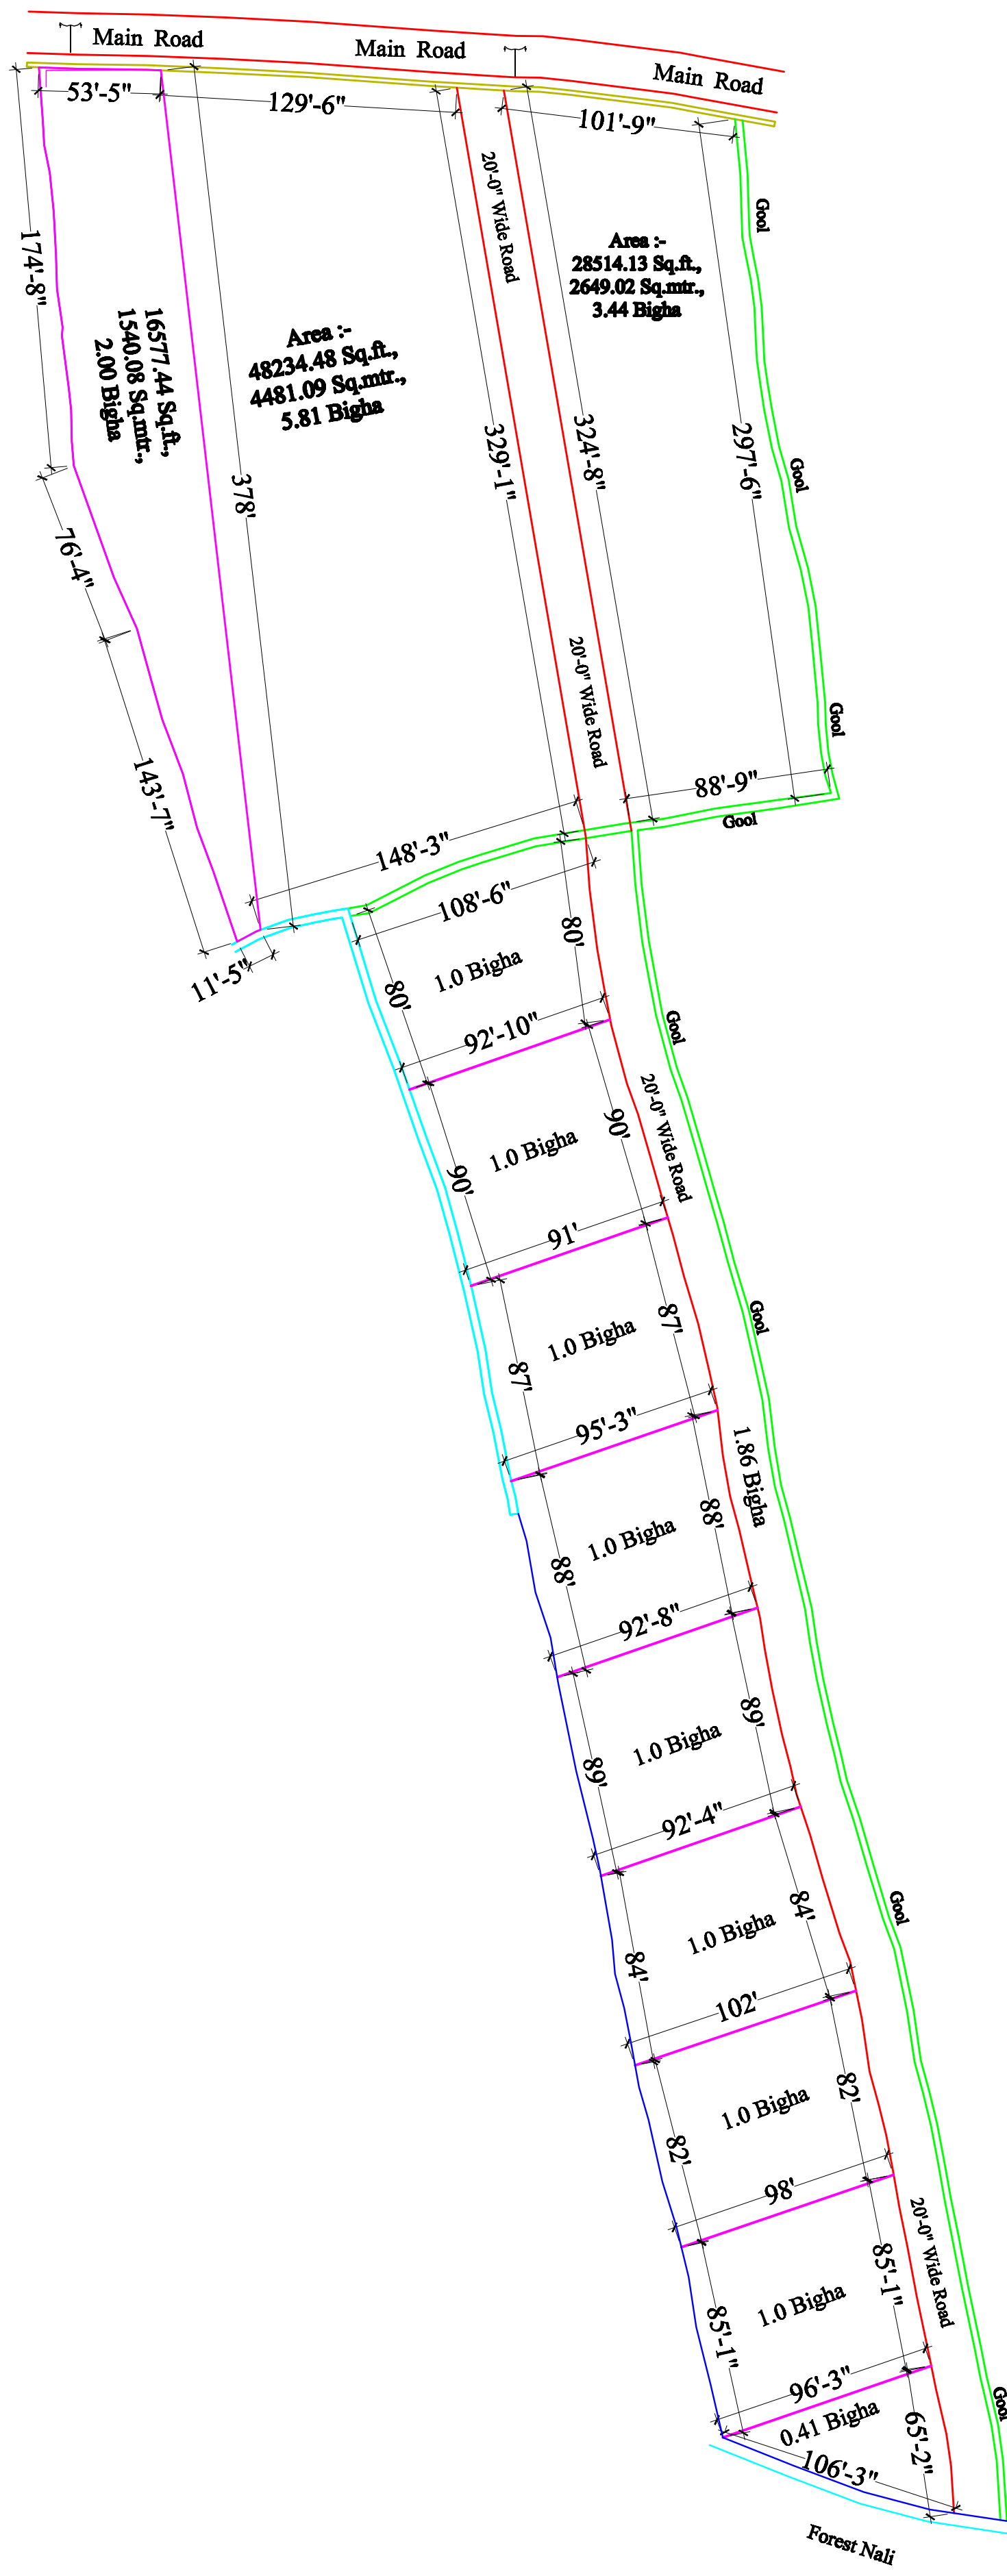 Main Road
Main Road
Main Road
53'-5"
129'-6"
101'-9"
20'-0" Wide Road
Gool
174'-8"
16577.44 Sq.ft.,
1540.08 Sq.mtr.,
2.00 Bigha
Area :-
48234.48 Sq.ft.,
4481.09 Sq.mtr.,
5.81 Bigha
Area :-
28514.13 Sq.ft.,
2649.02 Sq.mtr.,
3.44 Bigha
378'
329'-1"
324'-8"
297'-6"
Gool
76'-4"
20'-0" Wide Road
Gool
143'-7"
88'-9"
Gool
148'-3"
108'-6"
11'-5"
80'
1.0 Bigha
80'
92'-10"
Gool
20'-0" Wide Road
90'
1.0 Bigha
90'
91'
87'
1.0 Bigha
87'
Gool
95'-3"
1.86 Bigha
88'
1.0 Bigha
88'
92'-8"
89'
1.0 Bigha
89'
92'-4"
84'
1.0 Bigha
84'
Gool
102'
82'
1.0 Bigha
82'
98'
20'-0" Wide Road
85'-1"
1.0 Bigha
85'-1"
96'-3"
Gool
0.41 Bigha
65'-2"
106'-3"
Forest Nali